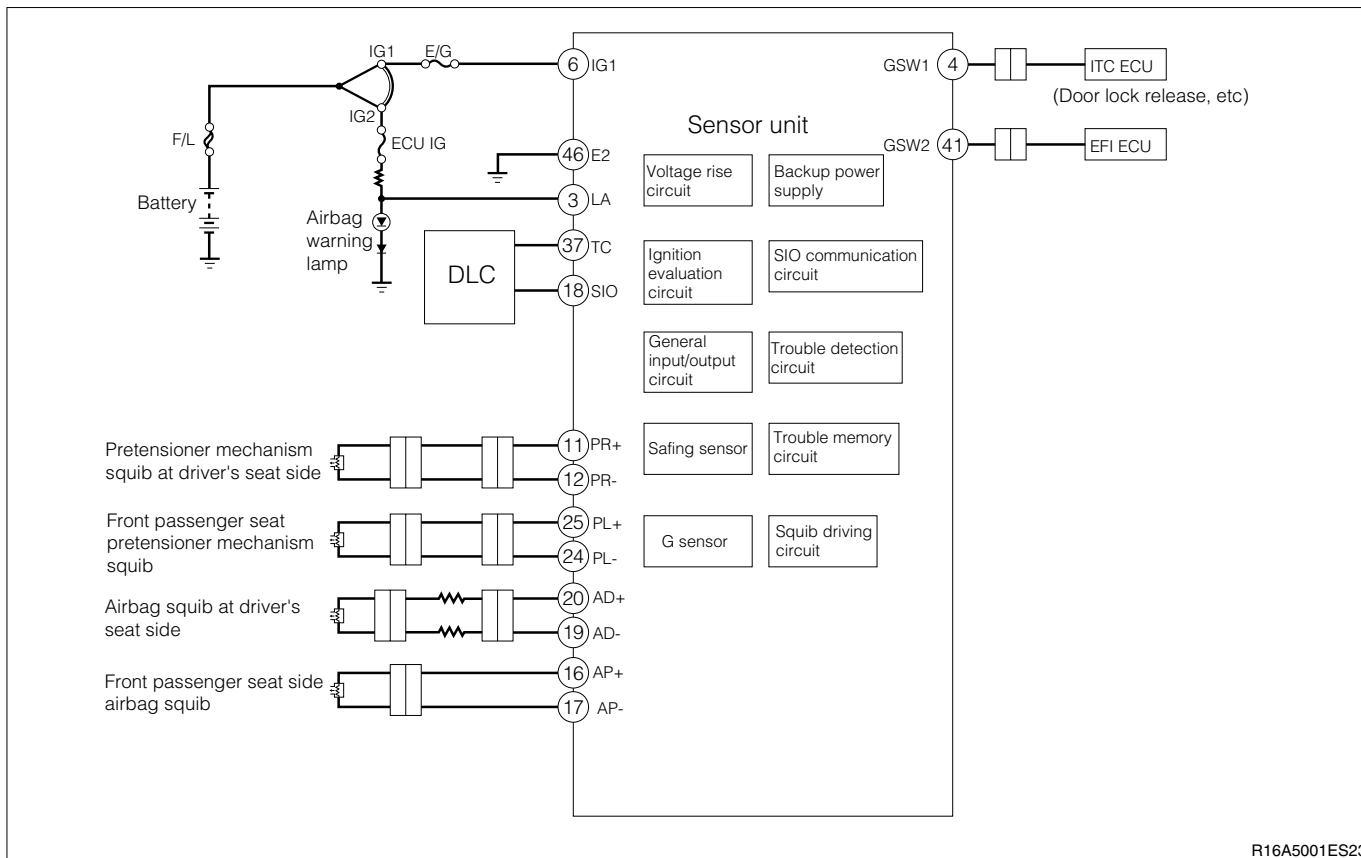 IG1
E/G
6
IG1
GSW1
4
ITC ECU
(Door lock release, etc)
IG2
F/L
ECU IG
Sensor unit
46
E2
GSW2
41
EFI ECU
Voltage rise
circuit
Backup power
supply
Battery
3
LA
Airbag
warning
lamp
37
TC
DLC
18
SIO
Ignition
evaluation
circuit
SIO communication
circuit
General
input/output
circuit
Trouble detection
circuit
Pretensioner mechanism
squib at driver's seat side
11
PR+
12
PR-
Safing sensor
Trouble memory
circuit
Front passenger seat
pretensioner mechanism
squib
25
PL+
24
PL-
G sensor
Squib driving
circuit
Airbag squib at driver's
seat side
20
AD+
19
AD-
Front passenger seat side
airbag squib
16
AP+
17
AP-
R16A5001ES23